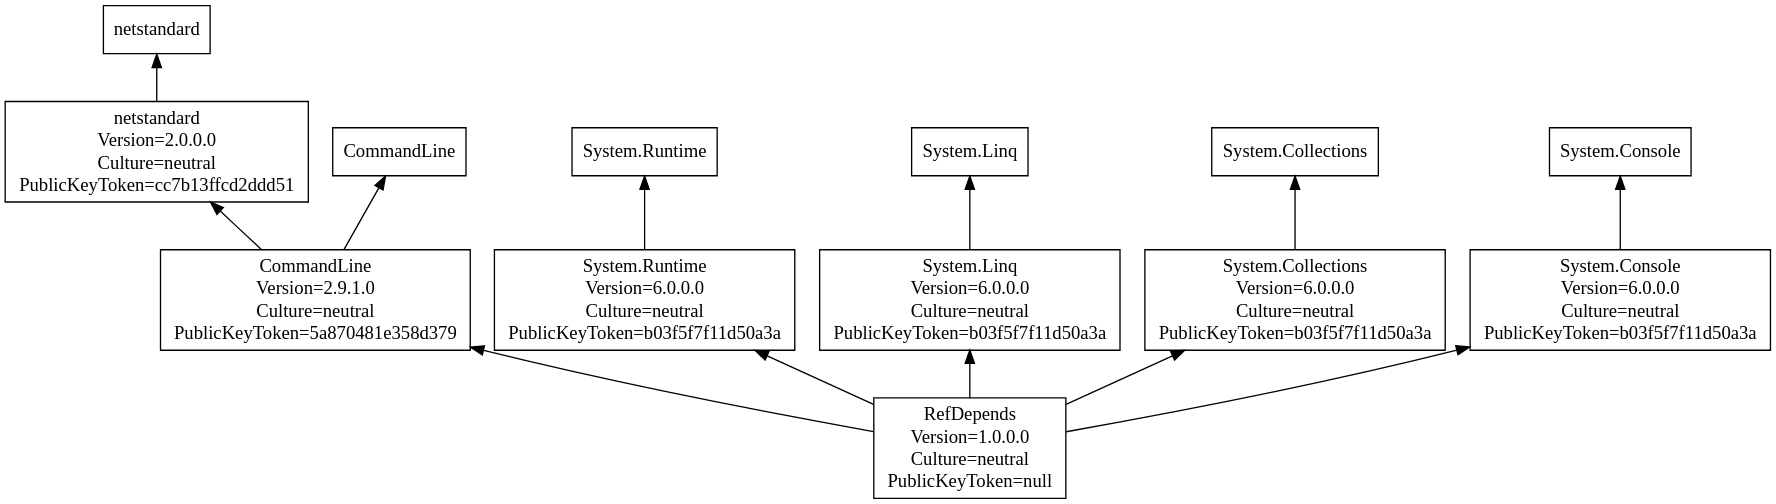 netstandard
netstandard
Version=2.0.0.0
Culture=neutral
PublicKeyToken=cc7b13ffcd2ddd51
CommandLine
System.Runtime
System.Linq
System.Collections
System.Console
CommandLine
Version=2.9.1.0
Culture=neutral
PublicKeyToken=5a870481e358d379
System.Runtime
Version=6.0.0.0
Culture=neutral
PublicKeyToken=b03f5f7f11d50a3a
System.Linq
Version=6.0.0.0
Culture=neutral
PublicKeyToken=b03f5f7f11d50a3a
System.Collections
Version=6.0.0.0
Culture=neutral
PublicKeyToken=b03f5f7f11d50a3a
System.Console
Version=6.0.0.0
Culture=neutral
PublicKeyToken=b03f5f7f11d50a3a
RefDepends
Version=1.0.0.0
Culture=neutral
PublicKeyToken=null